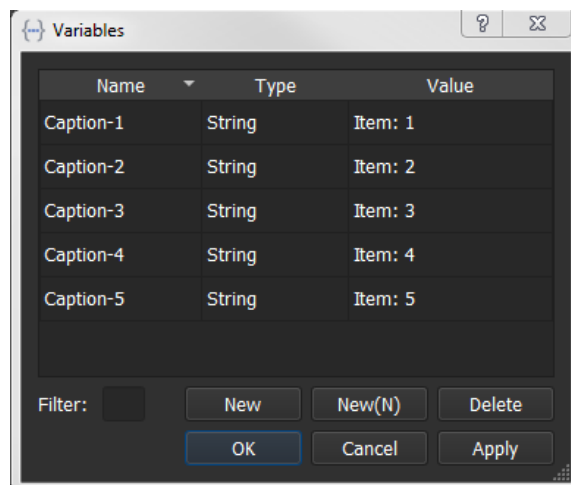 {---} Variables
Name Type Value
Caption-1 String Item: 1
Caption-2 String Item: 2
Caption-3 String Item: 3
Caption-4 String Item: 4
Caption-5 String Item: 5
Filter: New New(N) Delete
OK Cancel Apply